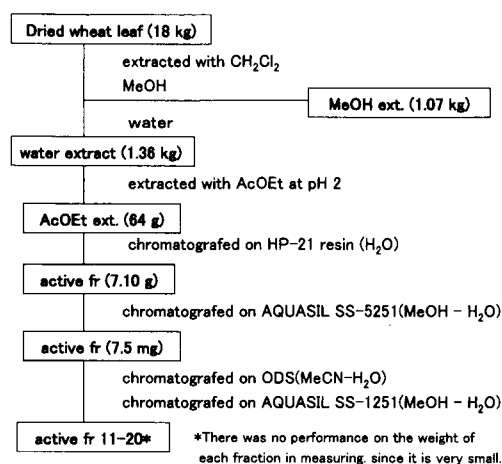 Dried wheat leaf (18 kg)
extracted with CH₂Cl₂
MeOH
MeOH ext. (1.07 kg)
water
water extract (1.36 kg)
extracted with AcOEt at pH 2
AcOEt ext. (64 g)
chromatografed on HP-21 resin (H₂O)
active fr (7.10 g)
chromatografed on AQUASIL SS-5251(MeOH - H₂O)
active fr (7.5 mg)
chromatografed on ODS(MeCN-H₂O)
chromatografed on AQUASIL SS-1251(MeOH - H₂O)
active fr 11-20*
*There was no performance on the weight of
each fraction in measuring. since it is very small.